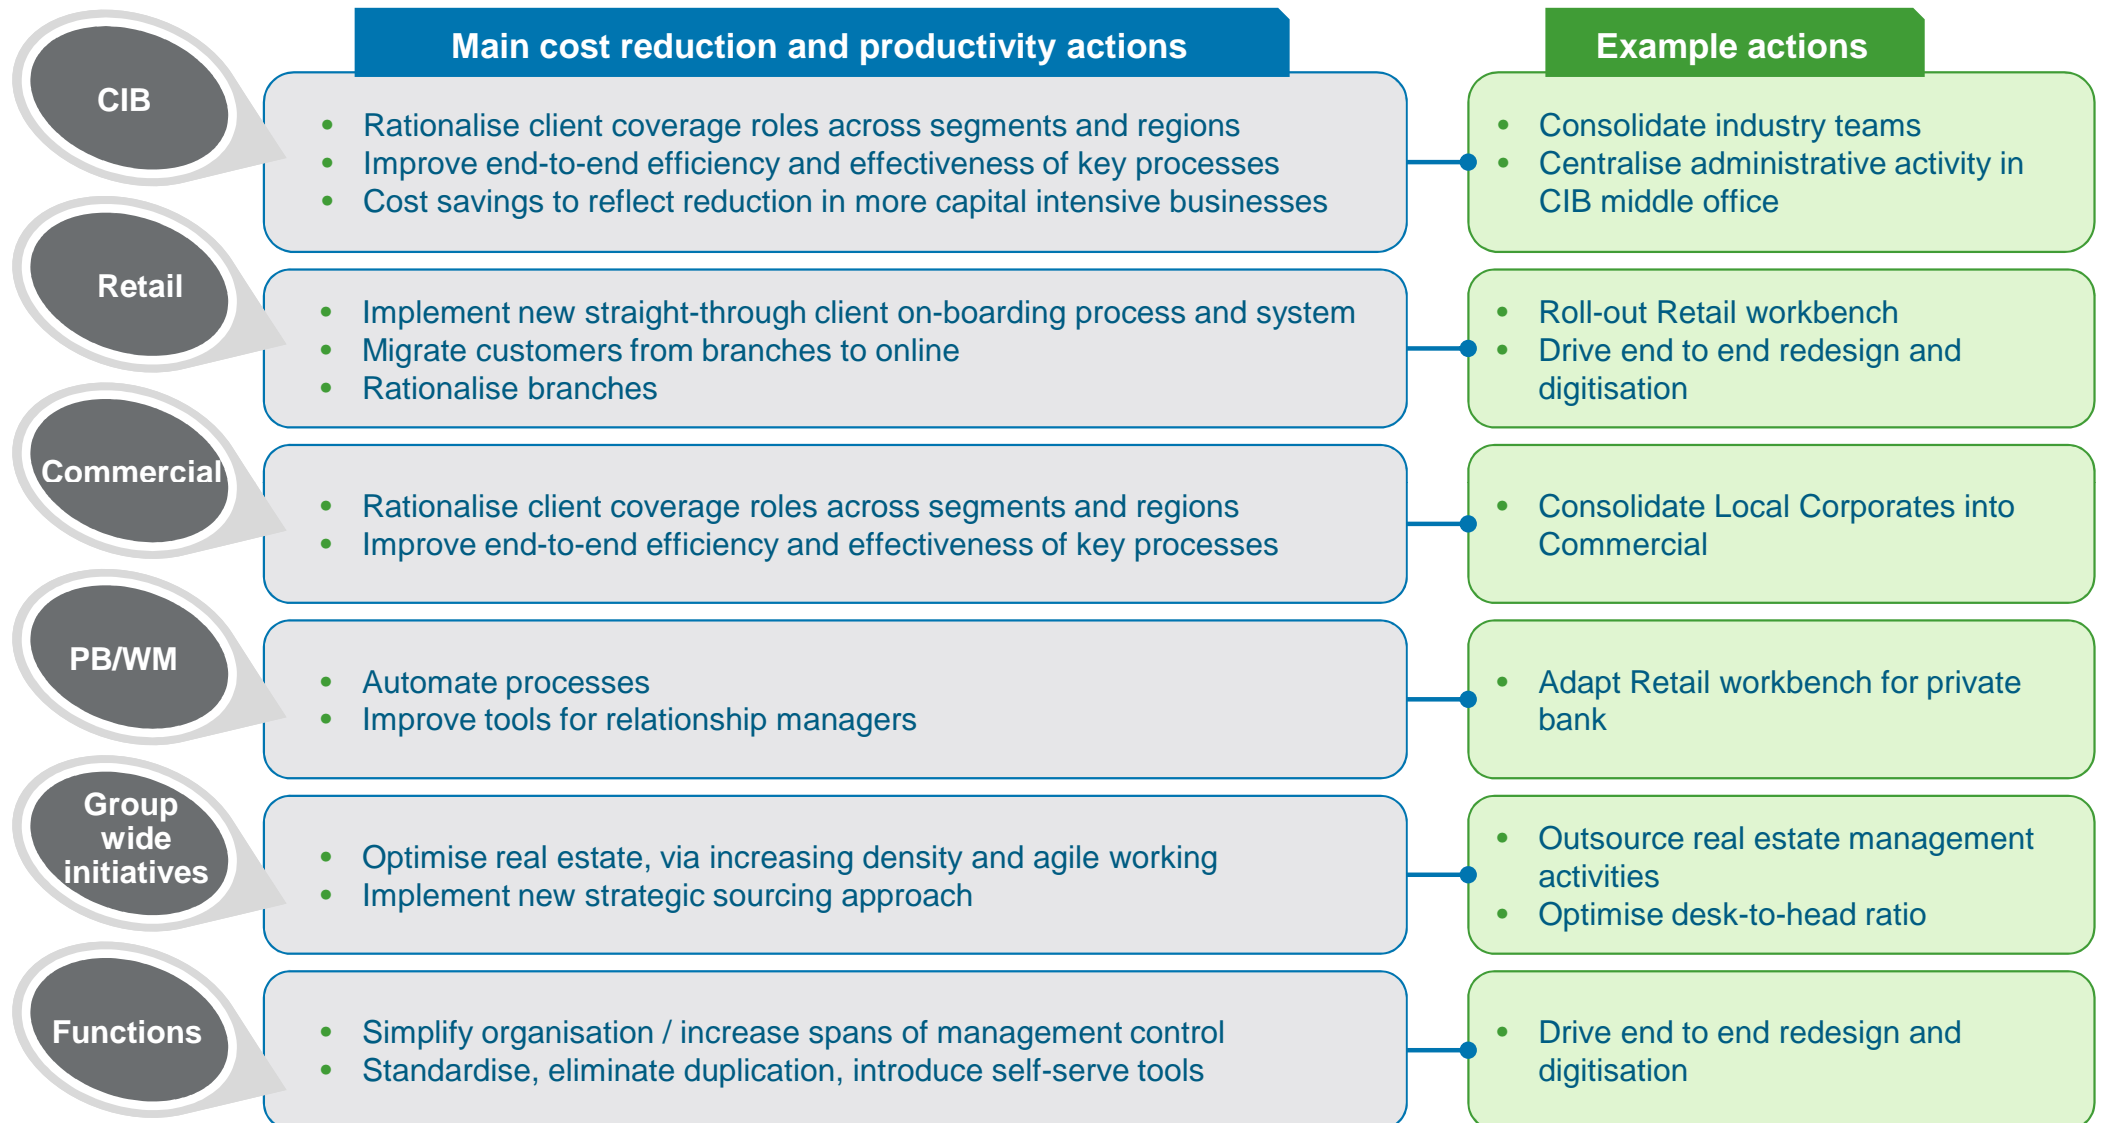 Main cost reduction and productivity actions
Example actions
CIB
• Rationalise client coverage roles across segments and regions
• Improve end-to-end efficiency and effectiveness of key processes
• Cost savings to reflect reduction in more capital intensive businesses
• Consolidate industry teams
• Centralise administrative activity in
CIB middle office
Retail
• Implement new straight-through client on-boarding process and system
• Migrate customers from branches to online
• Rationalise branches
• Roll-out Retail workbench
• Drive end to end redesign and
digitisation
Commercial
• Rationalise client coverage roles across segments and regions
• Improve end-to-end efficiency and effectiveness of key processes
• Consolidate Local Corporates into
Commercial
PB/WM
• Automate processes
• Improve tools for relationship managers
• Adapt Retail workbench for private
bank
Group
wide
initiatives
• Optimise real estate, via increasing density and agile working
• Implement new strategic sourcing approach
• Outsource real estate management
activities
• Optimise desk-to-head ratio
Functions
• Simplify organisation / increase spans of management control
• Standardise, eliminate duplication, introduce self-serve tools
• Drive end to end redesign and
digitisation